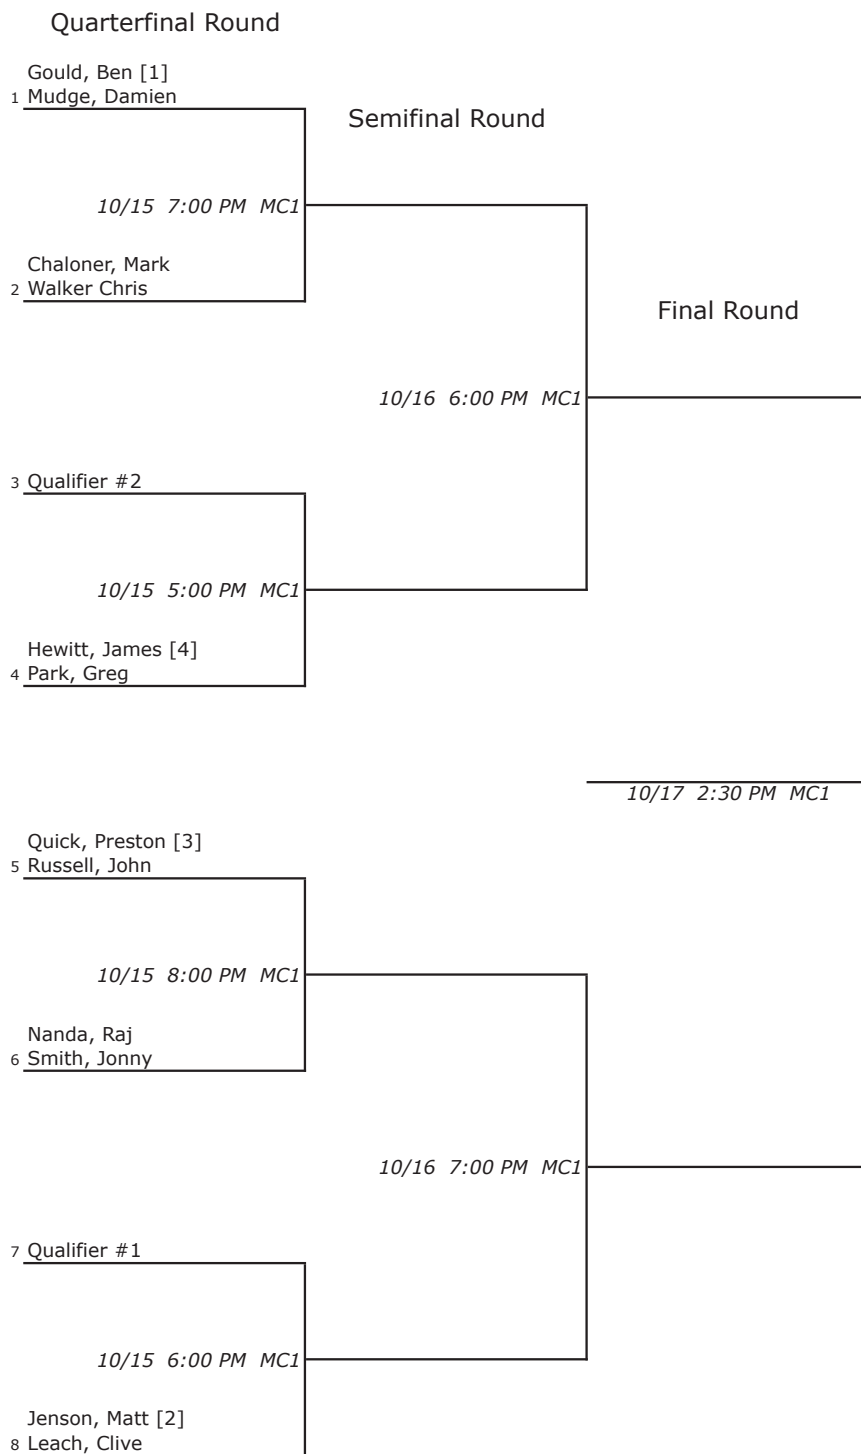 Quarterfinal Round
Gould, Ben [1]
1 Mudge, Damien
Semifinal Round
10/15 7:00 PM MC1
Chaloner, Mark
2 Walker Chris
Final Round
10/16 6:00 PM MC1
3 Qualifier #2
10/15 5:00 PM MC1
Hewitt, James [4]
4 Park, Greg
10/17 2:30 PM MC1
Quick, Preston [3]
5 Russell, John
10/15 8:00 PM MC1
Nanda, Raj
6 Smith, Jonny
10/16 7:00 PM MC1
7 Qualifier #1
10/15 6:00 PM MC1
Jenson, Matt [2]
8 Leach, Clive